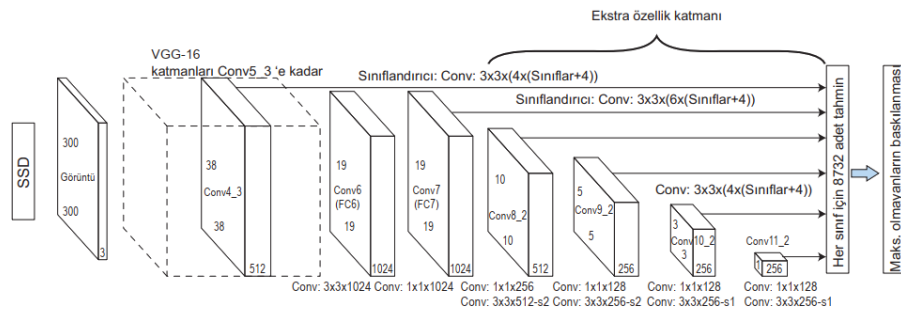 Ekstra özellik katmanı
VGG-16
katmanları Conv5_3 ‘e kadar
Sınıflandırıcı: Conv: 3x3x(4x(Sınıflar+4))
Sınıflandırıcı: Conv: 3x3x(6x(Sınıflar+4))
Conv: 3x3x(4x(Sınıflar+4))
SSD
300
Görüntü
300
3
38
Conv4_3
38
512
19
Conv6
(FC6)
19
1024
19
Conv7
(FC7)
19
1024
10
Conv8_2
10
512
5
Conv9_2
5
256
3
Conv10_2
3
256
Conv11_2
1
256
Conv: 3x3x1024
Conv: 1x1x1024
Conv: 1x1x256
Conv: 3x3x512-s2
Conv: 1x1x128
Conv: 3x3x256-s2
Conv: 1x1x128
Conv: 3x3x256-s1
Conv: 1x1x128
Conv: 3x3x256-s1
Her sınıf için 8732 adet tahmin
Maks. olmayanların baskılanması